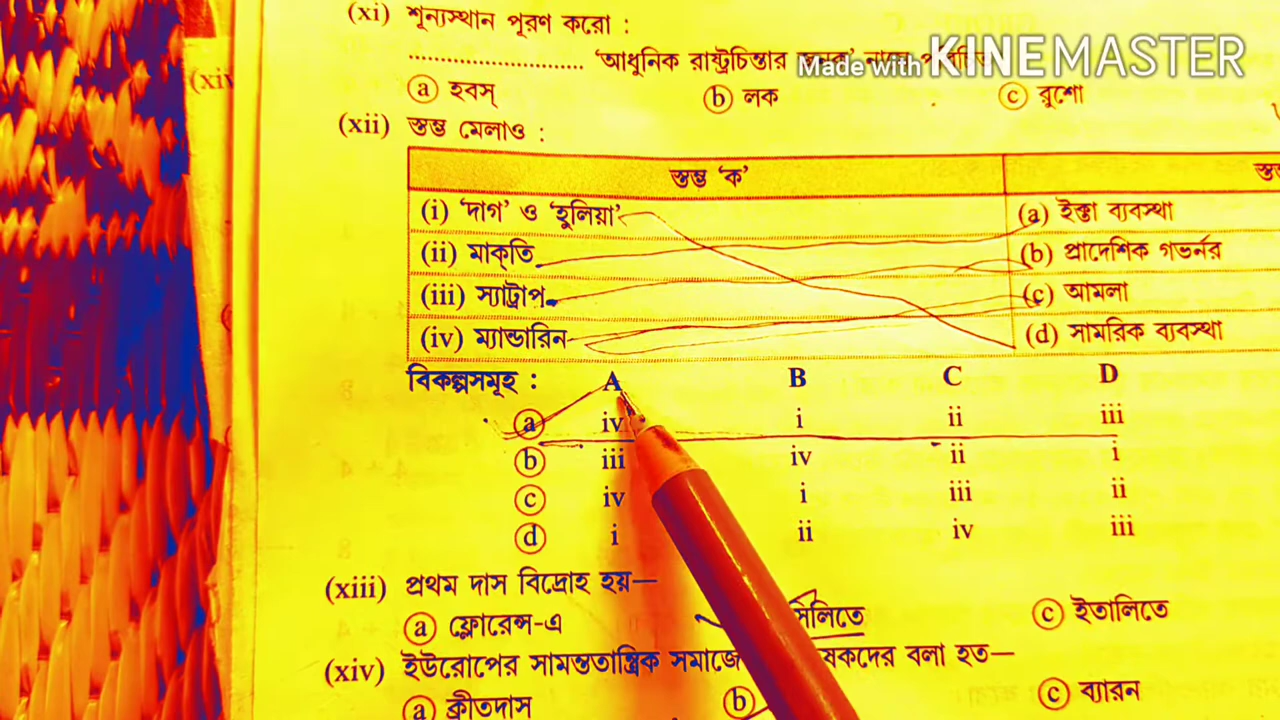 (xi) শূন্যস্থান পূরণ করো :
'আধুনিক রাষ্ট্রচিন্তার
Made with KINEMASTER
ⓐ হবস্ ⓑ লক ⓒ রুশো
(xii) স্তম্ভ মেলাও :
স্তম্ভ 'ক'
(i) 'দাগ' ও 'হুলিয়া' (a) ইক্তা ব্যবস্থা
(ii) মাক্‌তি (b) প্রাদেশিক গভর্নর
(iii) স্যাট্রাপ (c) আমলা
(iv) ম্যান্ডারিন (d) সামরিক ব্যবস্থা
বিকল্পসমূহ : A B C D
ⓐ iv i ii iii
ⓑ iii iv ii i
ⓒ iv i iii ii
ⓓ i ii iv iii
(xiii) প্রথম দাস বিদ্রোহ হয়—
ⓐ ফ্লোরেন্স-এ ⓒ ইতালিতে
(xiv) ইউরোপের সামন্ততান্ত্রিক বলা হত—
ⓐ ক্রীতদাস ⓑ ⓒ ব্যারন